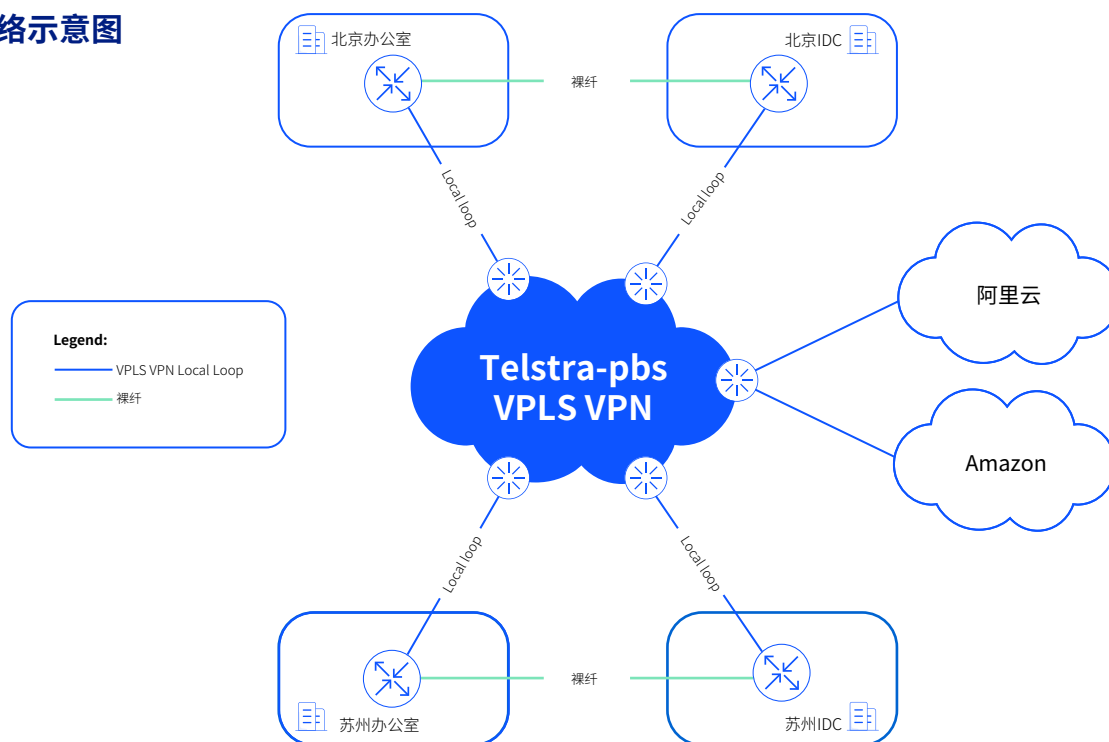 络示意图
北京办公室
北京IDC
裸纤
Local loop
Local loop
阿里云
Legend:
VPLS VPN Local Loop
裸纤
Telstra-pbs
VPLS VPN
Amazon
Local loop
Local loop
裸纤
苏州办公室
苏州IDC